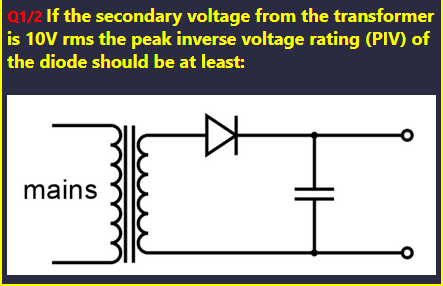 Q1/2 If the secondary voltage from the transformer
is 10V rms the peak inverse voltage rating (PIV) of
the diode should be at least:
mains